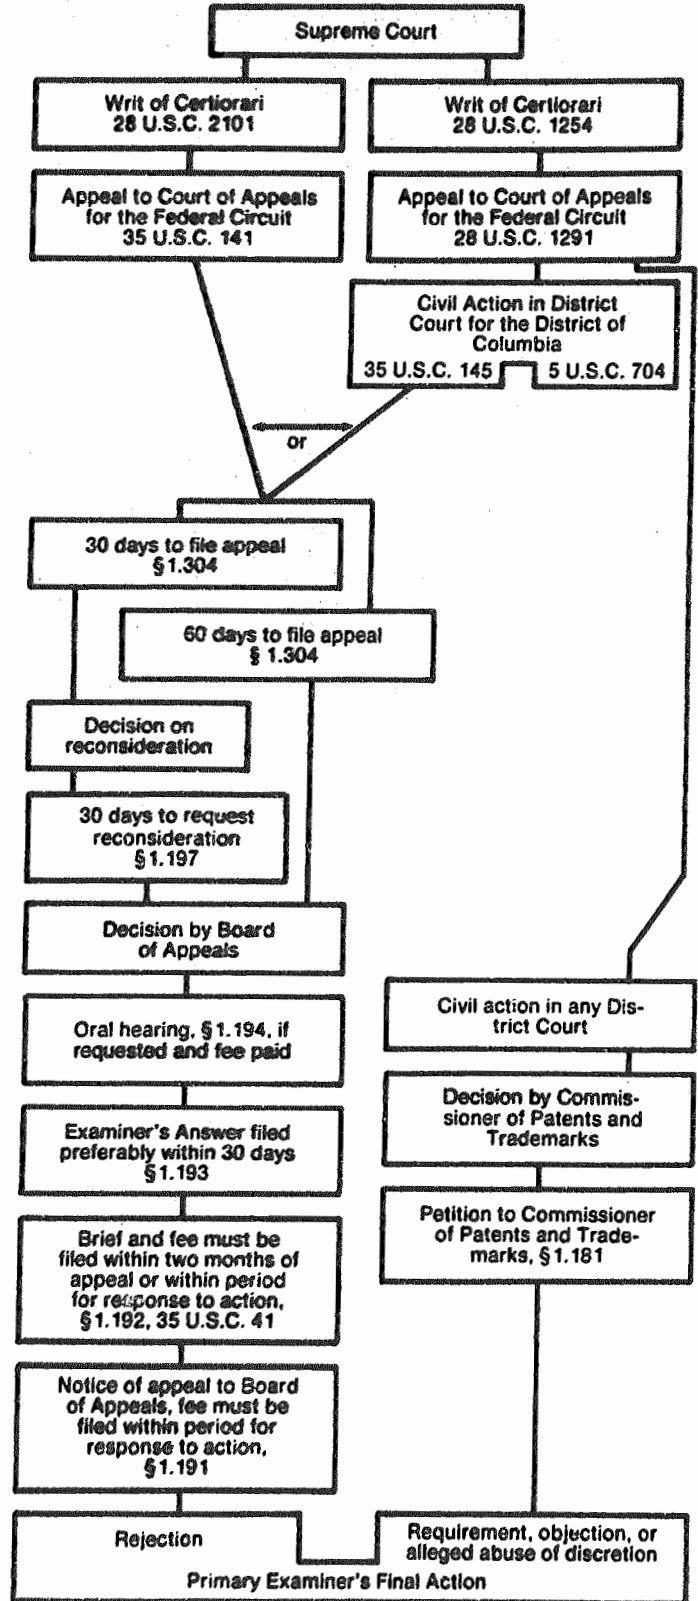 Supreme Court
Writ of Certiorari
28 U.S.C. 2101
Writ of Certiorari
28 U.S.C. 1254
Appeal to Court of Appeals
for the Federal Circuit
35 U.S.C. 141
Appeal to Court of Appeals
for the Federal Circuit
28 U.S.C. 1291
Civil Action in District
Court for the District of
Columbia
35 U.S.C. 145 5 U.S.C. 704
or
30 days to file appeal
§1.304
60 days to file appeal
§ 1.304
Decision on
reconsideration
30 days to request
reconsideration
§1.197
Decision by Board
of Appeals
Oral hearing, §1.194, if
requested and fee paid
Civil action in any Dis-
trict Court
Examiner's Answer filed
preferably within 30 days
§1.193
Decision by Commis-
sioner of Patents and
Trademarks
Brief and fee must be
filed within two months of
appeal or within period
for response to action,
§1.192, 35 U.S.C. 41
Petition to Commissioner
of Patents and Trade-
marks, §1.181
Notice of appeal to Board
of Appeals, fee must be
filed within period for
response to action,
§1.191
Rejection
Requirement, objection, or
alleged abuse of discretion
Primary Examiner's Final Action